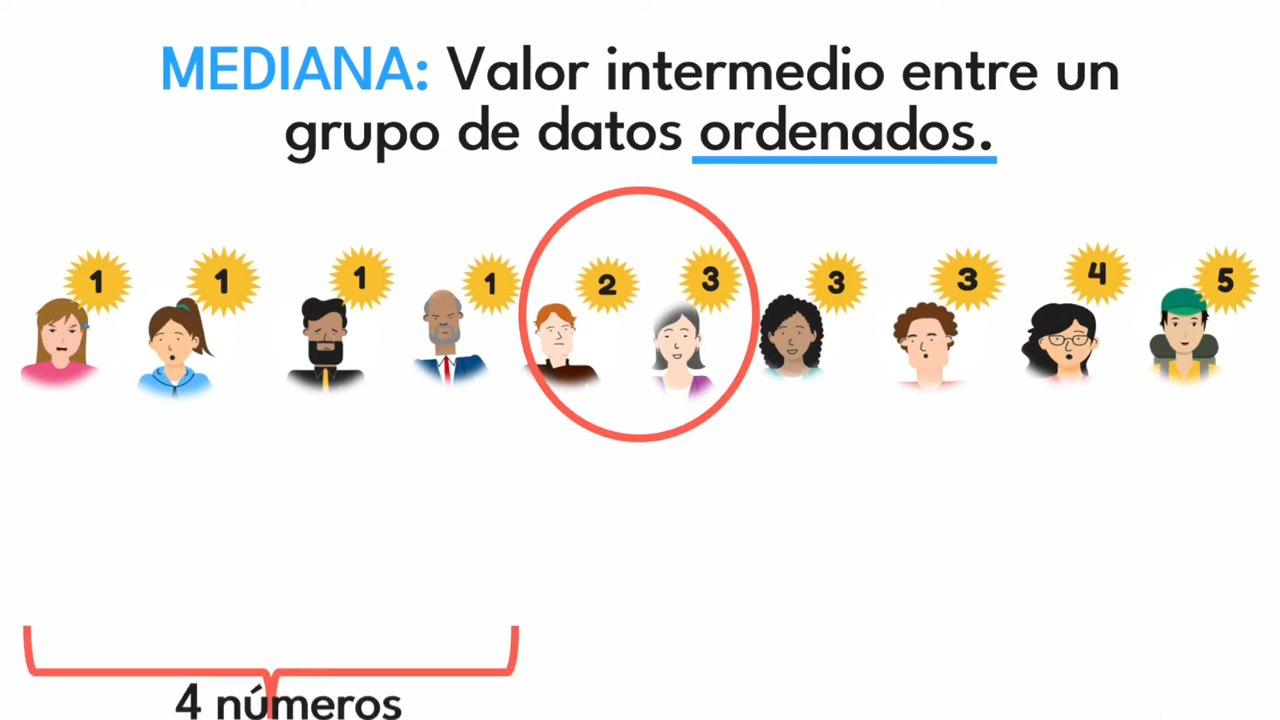 MEDIANA: Valor intermedio entre un
grupo de datos ordenados.
1 1 1 1 2 3 3 3 4 5
4 números